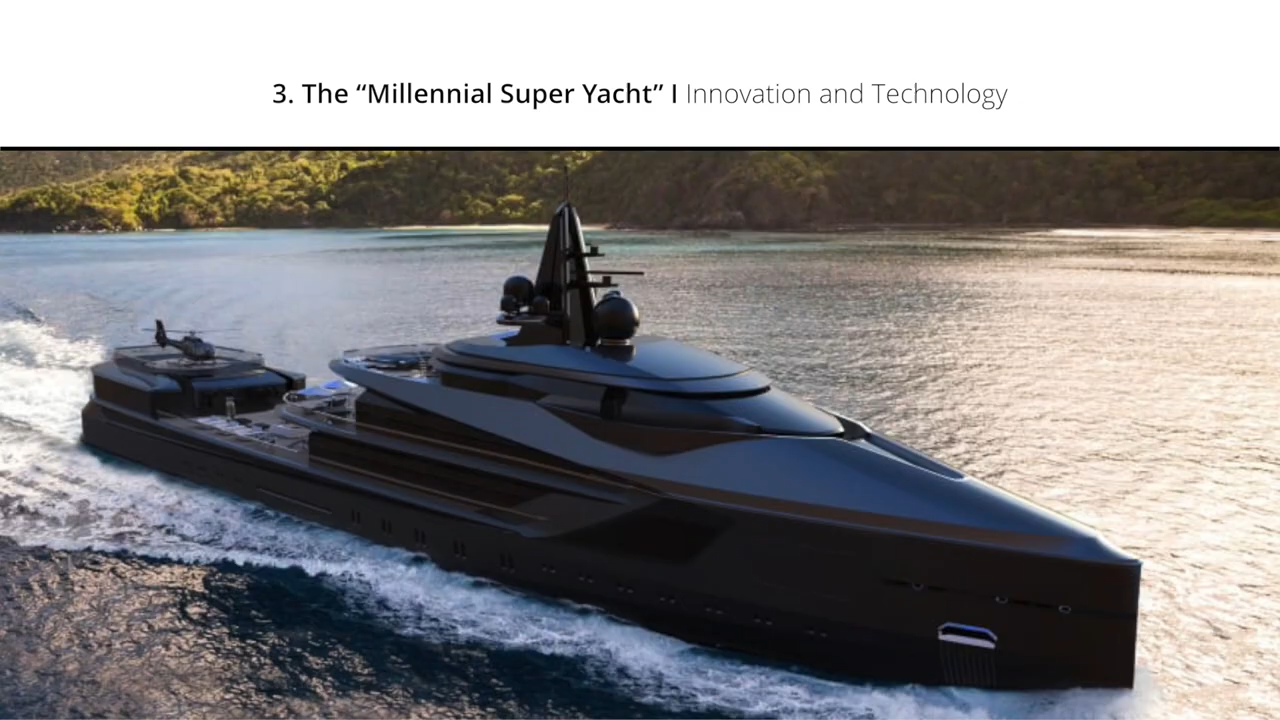 3. The “Millennial Super Yacht” I Innovation and Technology